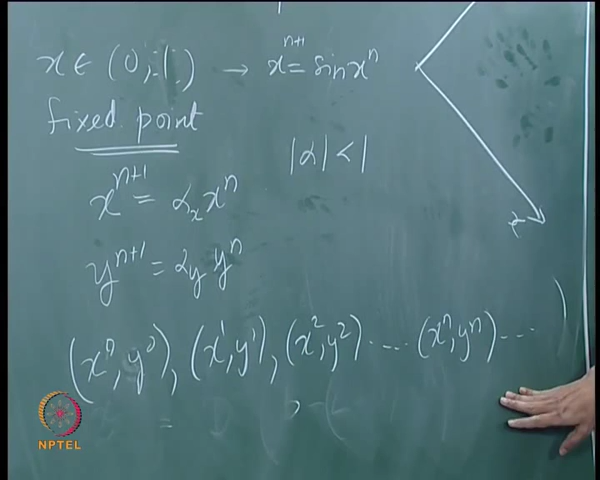 x ∈ (0, 1) → x^{n+1} = sin x^n
fixed point
|α| < 1
x^{n+1} = α_x x^n
y^{n+1} = α_y y^n
(x^0, y^0), (x^1, y^1), (x^2, y^2) .... (x^n, y^n) ....
NPTEL